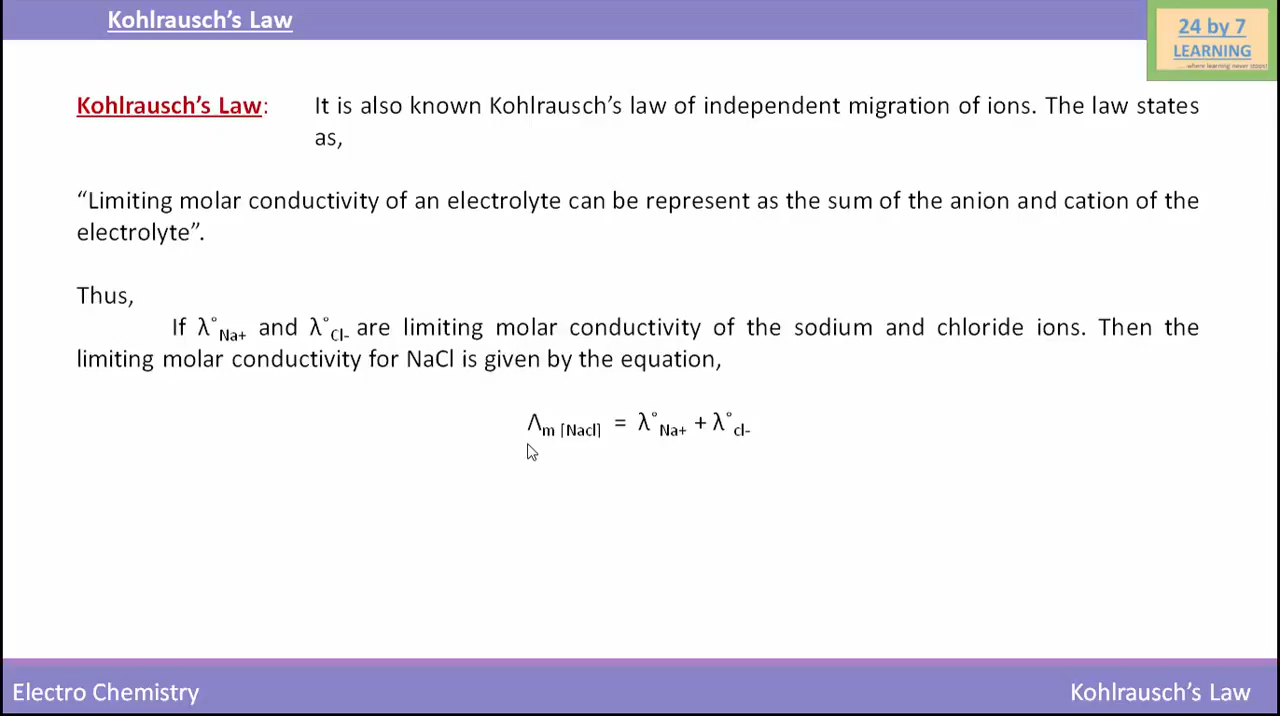 Kohlrausch's Law
24 by 7
LEARNING
....where learning never stops!
Kohlrausch's Law: It is also known Kohlrausch's law of independent migration of ions. The law states
as,
“Limiting molar conductivity of an electrolyte can be represent as the sum of the anion and cation of the
electrolyte”.
Thus,
If λ°Na+ and λ°Cl- are limiting molar conductivity of the sodium and chloride ions. Then the
limiting molar conductivity for NaCl is given by the equation,
Λm [Nacl] = λ°Na+ + λ°cl-
Electro Chemistry
Kohlrausch's Law